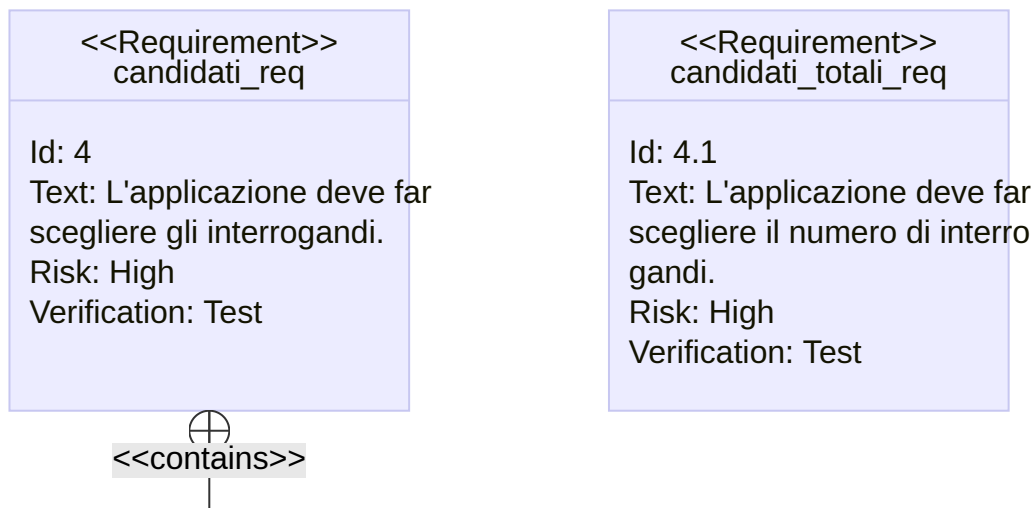 <<Requirement>>
candidati_req
Id: 4
Text: L'applicazione deve far
scegliere gli interrogandi.
Risk: High
Verification: Test
<<contains>>
<<Requirement>>
candidati_totali_req
Id: 4.1
Text: L'applicazione deve far
scegliere il numero di interro
gandi.
Risk: High
Verification: Test